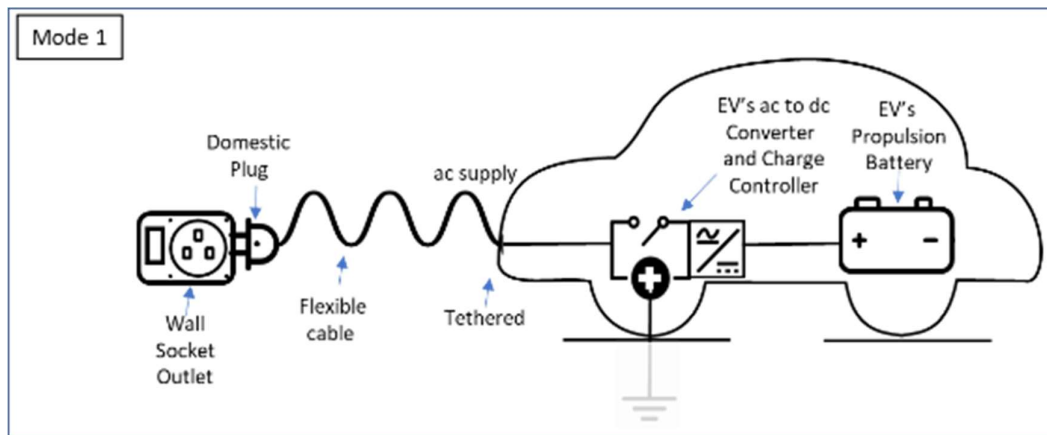 Mode 1
EV's ac to dc
Converter
and Charge
Controller
EV's
Propulsion
Battery
Domestic
Plug
ac supply
Flexible
cable
Tethered
Wall
Socket
Outlet